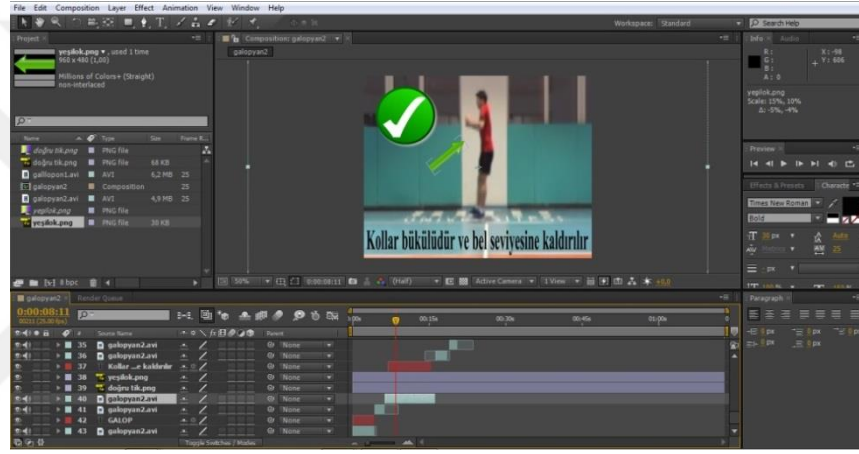 File Edit Composition Layer Effect Animation View Window Help
Workspace: Standard
Search Help
Project
Composition: galopyan2
Info Audio
yeşilok.png ▼, used 1 time
960 x 480 (1,00)
Millions of Colors+ (Straight)
non-interlaced
galopyan2
R:
G:
B:
A: 0
X: -98
Y: 606
yeşilok.png
Scale: 15%, 10%
Δ: -5%, -4%
Name Type Size Frame R...
doğru tik.png PNG file
doğru tik.png PNG file 68 KB
galopyan2 Composition 25
galopyan2.avi AVI 4,9 MB 25
yeşilok.png PNG file
yeşilok.png PNG file 30 KB
Preview
Effects & Presets Characte
Times New Roman
Bold
Kollar bükülüdür ve bel seviyesine kaldırılır
8 bpc
50% 0:00:08:11 (Half) Active Camera 1 View +0,0
galopyan2 Render Queue
Paragraph
0:00:08:11
# Source Name Parent
00:15s 00:30s 00:45s 01:00s
35 galopyan2.avi None
36 galopyan2.avi None
37 Kollar ...e kaldırılır None
38 yeşilok.png None
39 doğru tik.png None
40 galopyan2.avi None
41 galopyan2.avi None
42 GALOP None
43 galopyan2.avi None
Toggle Switches / Modes